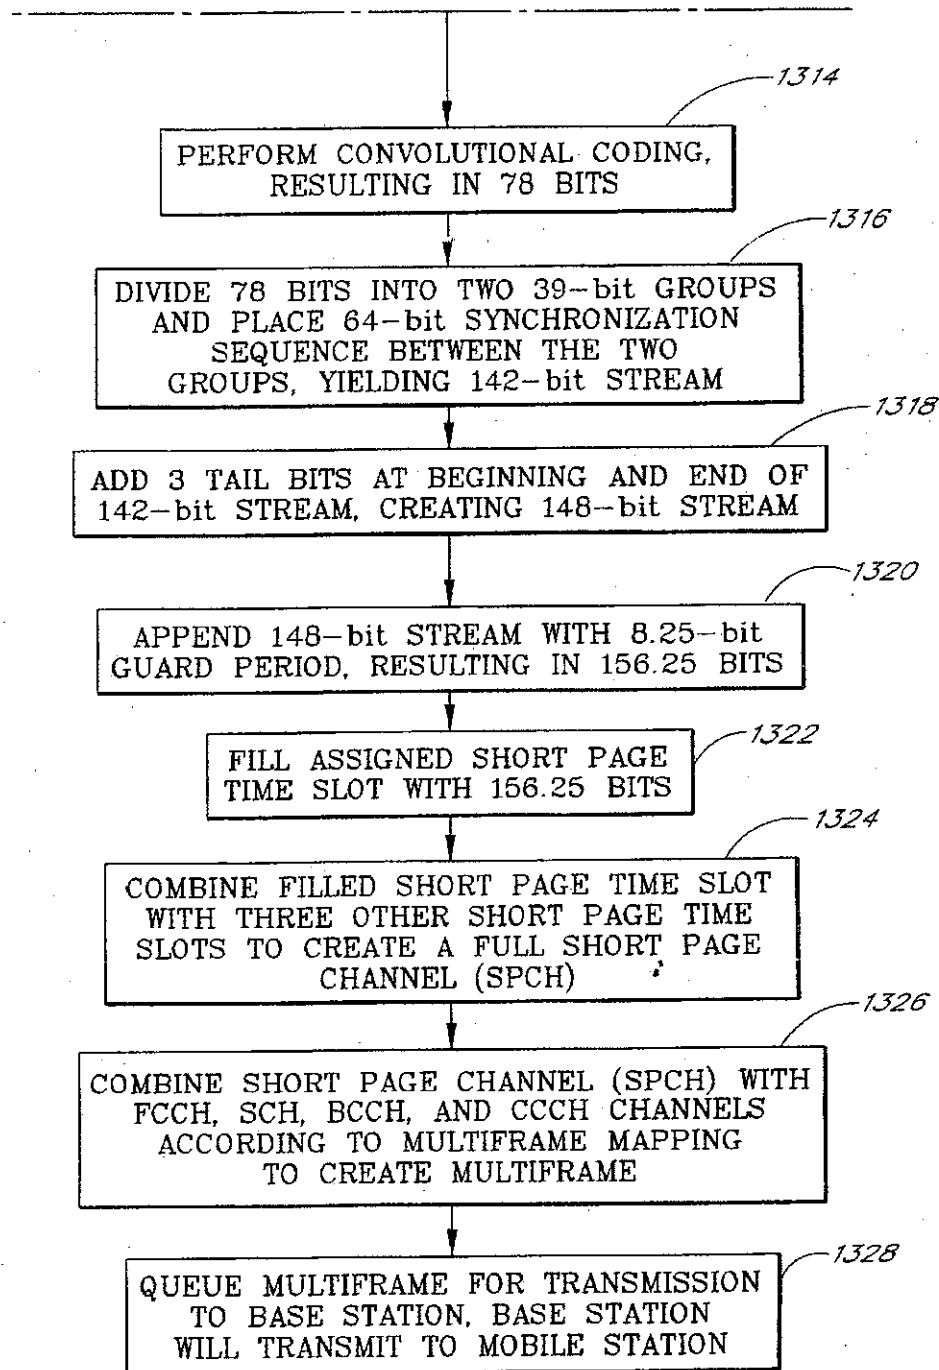 1314
PERFORM CONVOLUTIONAL CODING,
RESULTING IN 78 BITS
1316
DIVIDE 78 BITS INTO TWO 39-bit GROUPS
AND PLACE 64-bit SYNCHRONIZATION
SEQUENCE BETWEEN THE TWO
GROUPS, YIELDING 142-bit STREAM
1318
ADD 3 TAIL BITS AT BEGINNING AND END OF
142-bit STREAM, CREATING 148-bit STREAM
1320
APPEND 148-bit STREAM WITH 8.25-bit
GUARD PERIOD, RESULTING IN 156.25 BITS
1322
FILL ASSIGNED SHORT PAGE
TIME SLOT WITH 156.25 BITS
1324
COMBINE FILLED SHORT PAGE TIME SLOT
WITH THREE OTHER SHORT PAGE TIME
SLOTS TO CREATE A FULL SHORT PAGE
CHANNEL (SPCH)
1326
COMBINE SHORT PAGE CHANNEL (SPCH) WITH
FCCH, SCH, BCCH, AND CCCH CHANNELS
ACCORDING TO MULTIFRAME MAPPING
TO CREATE MULTIFRAME
1328
QUEUE MULTIFRAME FOR TRANSMISSION
TO BASE STATION, BASE STATION
WILL TRANSMIT TO MOBILE STATION